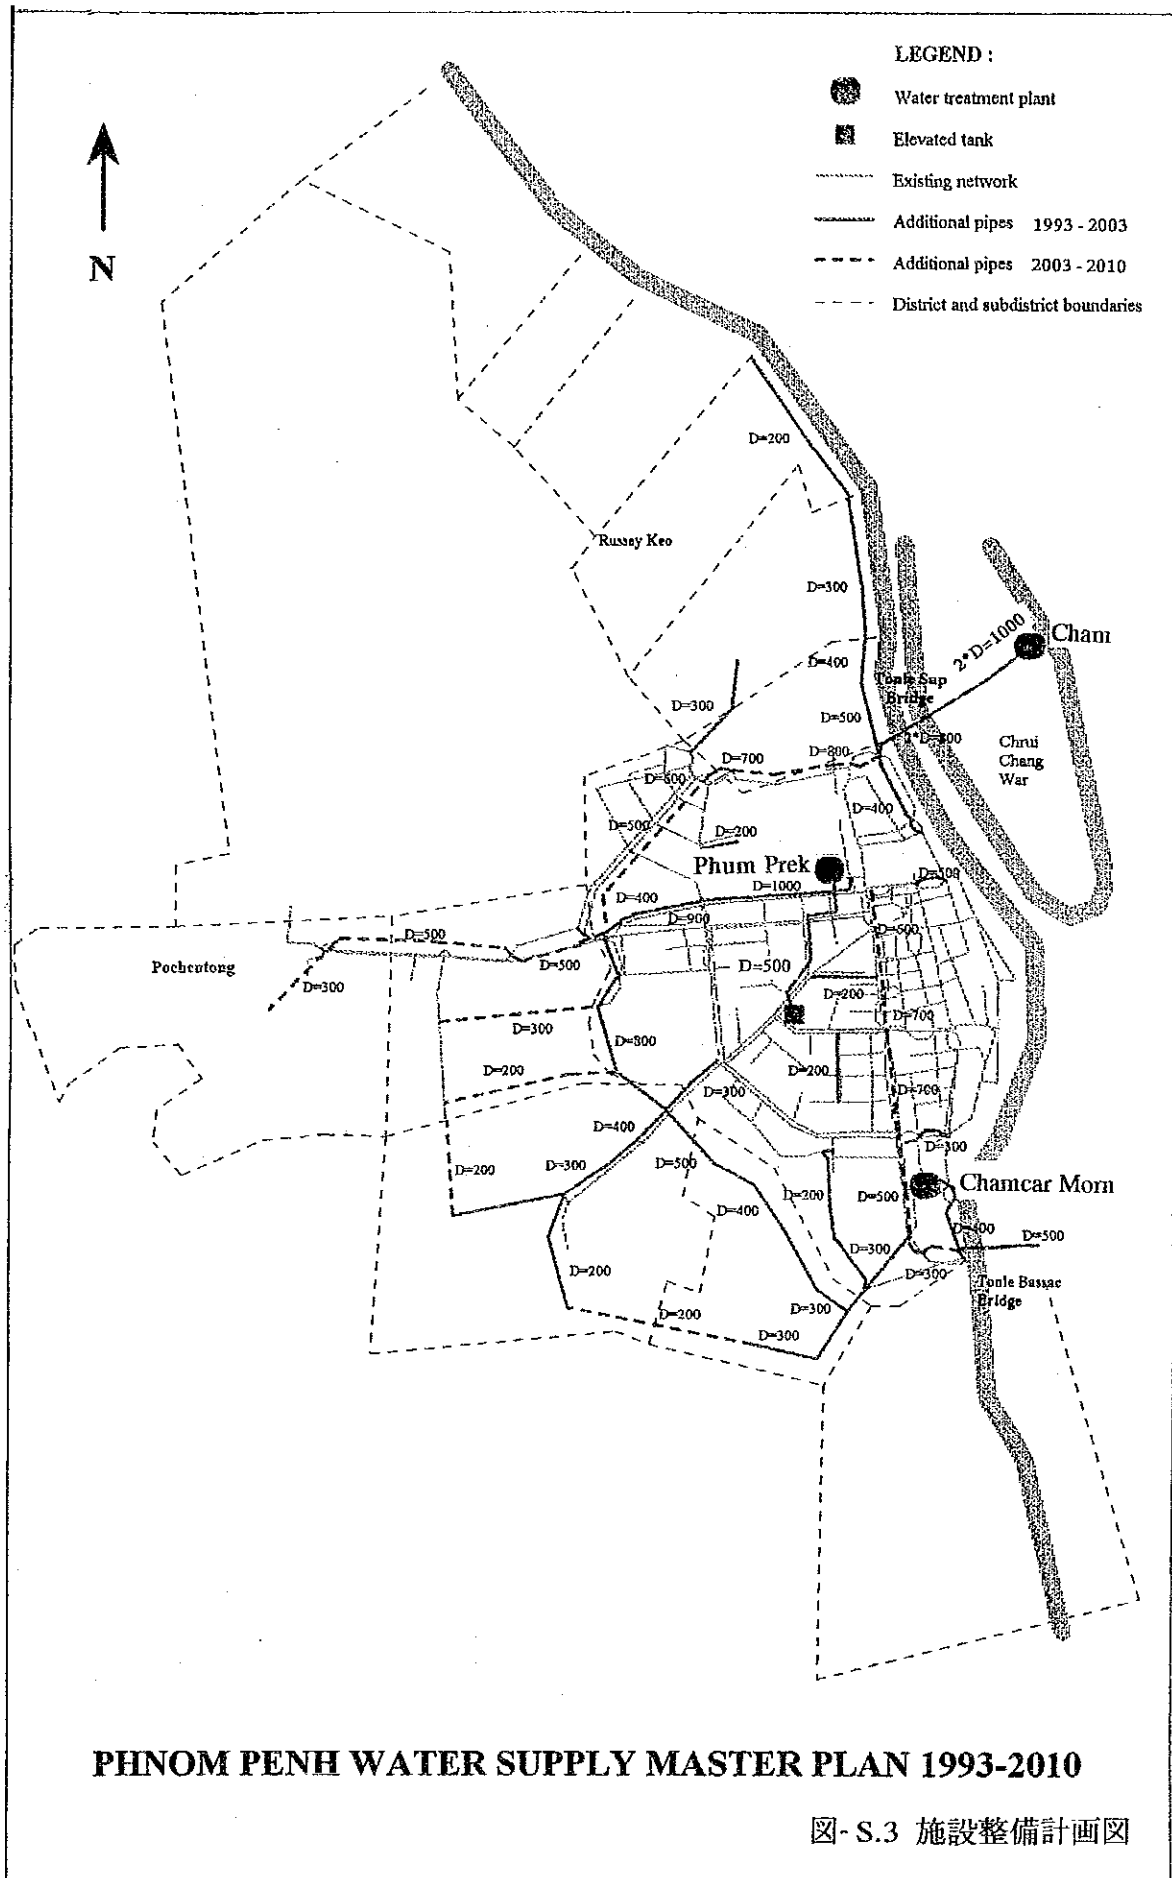 LEGEND :
Water treatment plant
Elevated tank
Existing network
Additional pipes 1993 - 2003
Additional pipes 2003 - 2010
District and subdistrict boundaries
N
D=200
Russey Keo
D=300
2*D=1000
Cham
D=400
Tonle Sap
Bridge
D=300
D=500
2*D=800
Chrui
Chang
War
D=700
D=800
D=600
D=400
D=500
D=200
Phum Prek
D=1000
D=500
D=400
D=900
D=500
D=500
D=500
D=500
Pochentong
D=300
D=200
D=300
D=700
D=800
D=200
D=200
D=300
D=700
D=400
D=300
D=500
D=300
D=200
D=200
D=500
Chamcar Morn
D=400
D=400
D=500
D=300
D=200
D=300
Tonle Bassac
Bridge
D=200
D=300
D=300
PHNOM PENH WATER SUPPLY MASTER PLAN 1993-2010
図- S.3 施設整備計画図